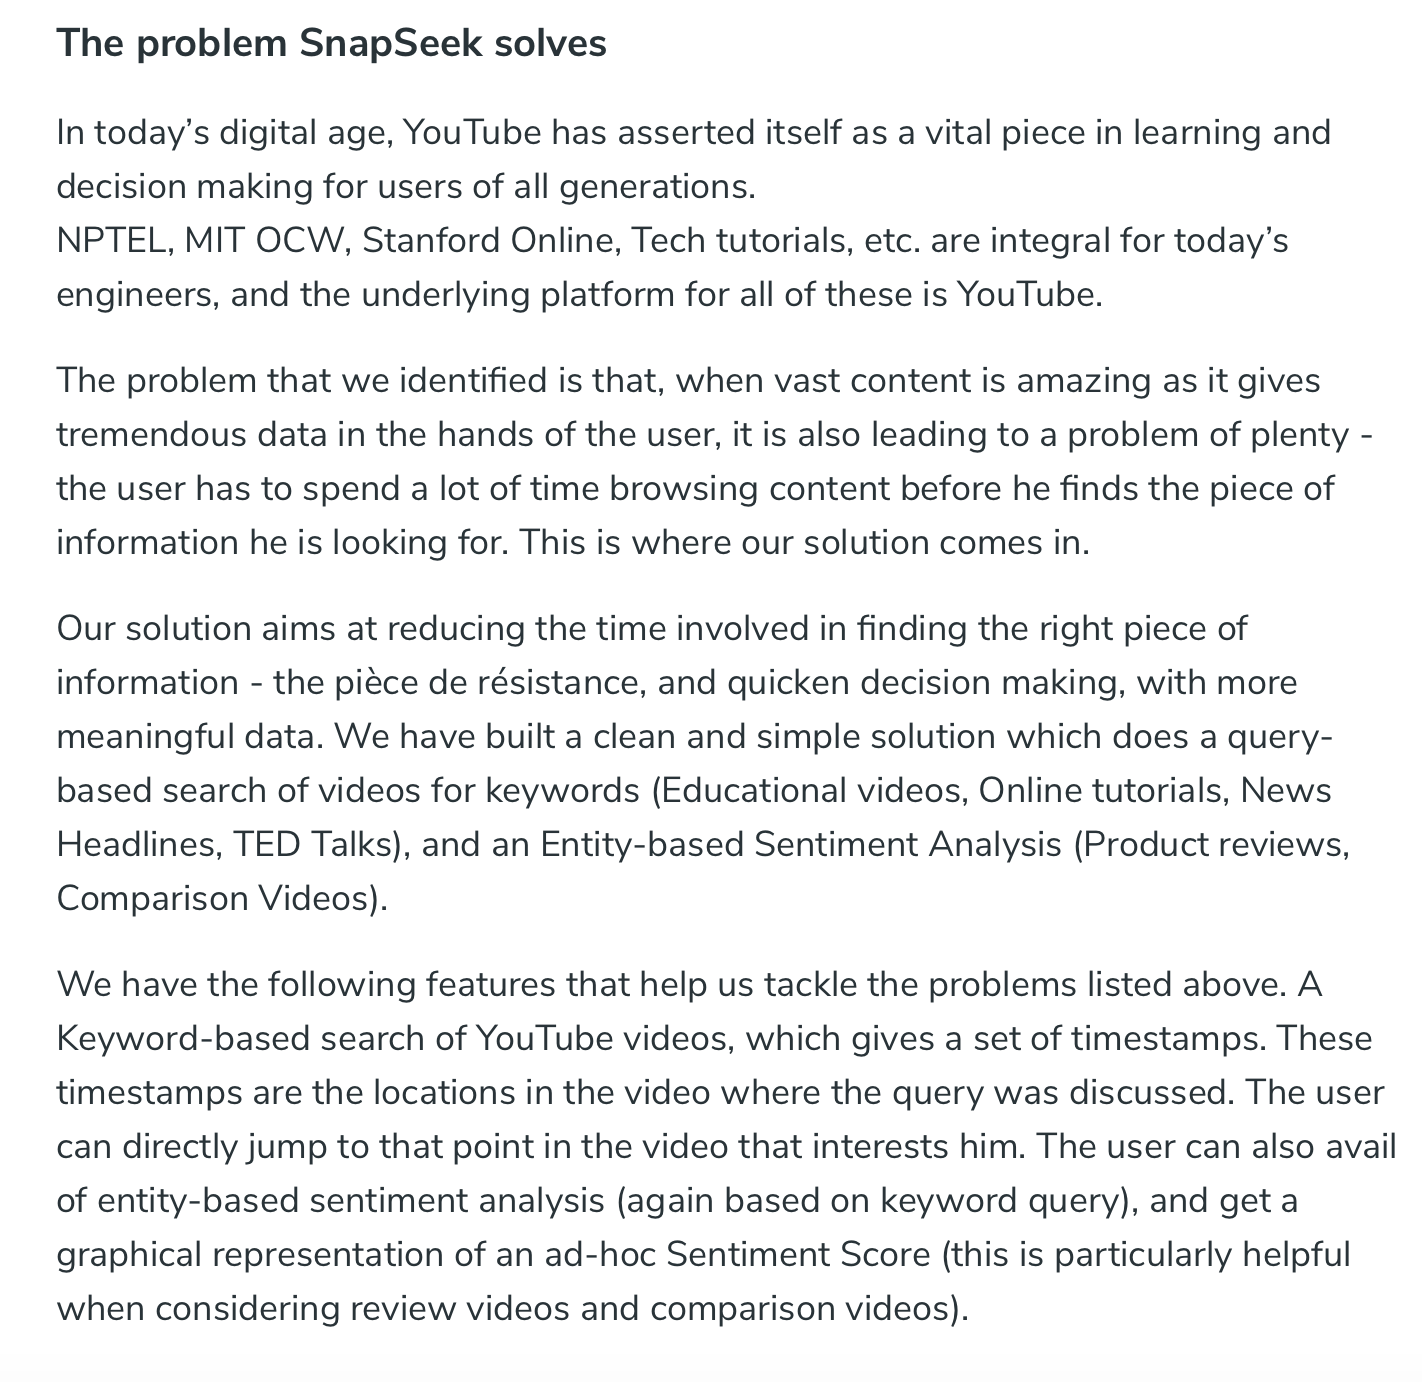 The problem SnapSeek solves
In today’s digital age, YouTube has asserted itself as a vital piece in learning and
decision making for users of all generations.
NPTEL, MIT OCW, Stanford Online, Tech tutorials, etc. are integral for today’s
engineers, and the underlying platform for all of these is YouTube.
The problem that we identified is that, when vast content is amazing as it gives
tremendous data in the hands of the user, it is also leading to a problem of plenty -
the user has to spend a lot of time browsing content before he finds the piece of
information he is looking for. This is where our solution comes in.
Our solution aims at reducing the time involved in finding the right piece of
information - the pièce de résistance, and quicken decision making, with more
meaningful data. We have built a clean and simple solution which does a query-
based search of videos for keywords (Educational videos, Online tutorials, News
Headlines, TED Talks), and an Entity-based Sentiment Analysis (Product reviews,
Comparison Videos).
We have the following features that help us tackle the problems listed above. A
Keyword-based search of YouTube videos, which gives a set of timestamps. These
timestamps are the locations in the video where the query was discussed. The user
can directly jump to that point in the video that interests him. The user can also avail
of entity-based sentiment analysis (again based on keyword query), and get a
graphical representation of an ad-hoc Sentiment Score (this is particularly helpful
when considering review videos and comparison videos).